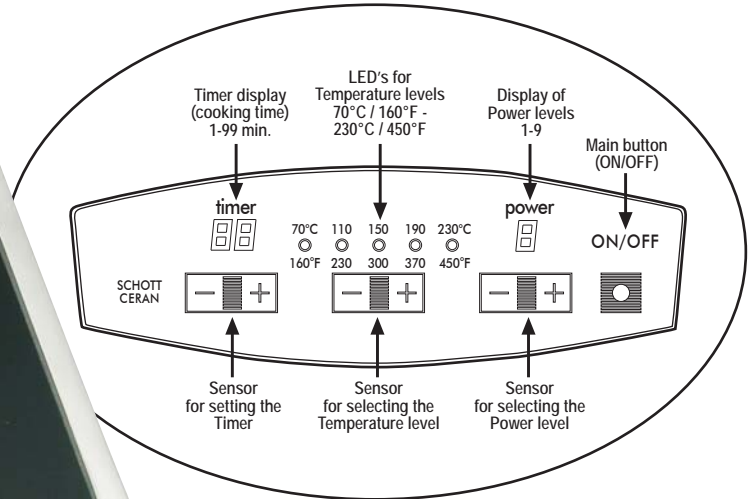 Timer display
(cooking time)
1-99 min.
LED's for
Temperature levels
70°C / 160°F -
230°C / 450°F
Display of
Power levels
1-9
Main button
(ON/OFF)
timer
88
70°C 110 150 190 230°C
160°F 230 300 370 450°F
power
8
ON/OFF
SCHOTT
CERAN
− +
− +
− +
Sensor
for setting the
Timer
Sensor
for selecting the
Temperature level
Sensor
for selecting the
Power level